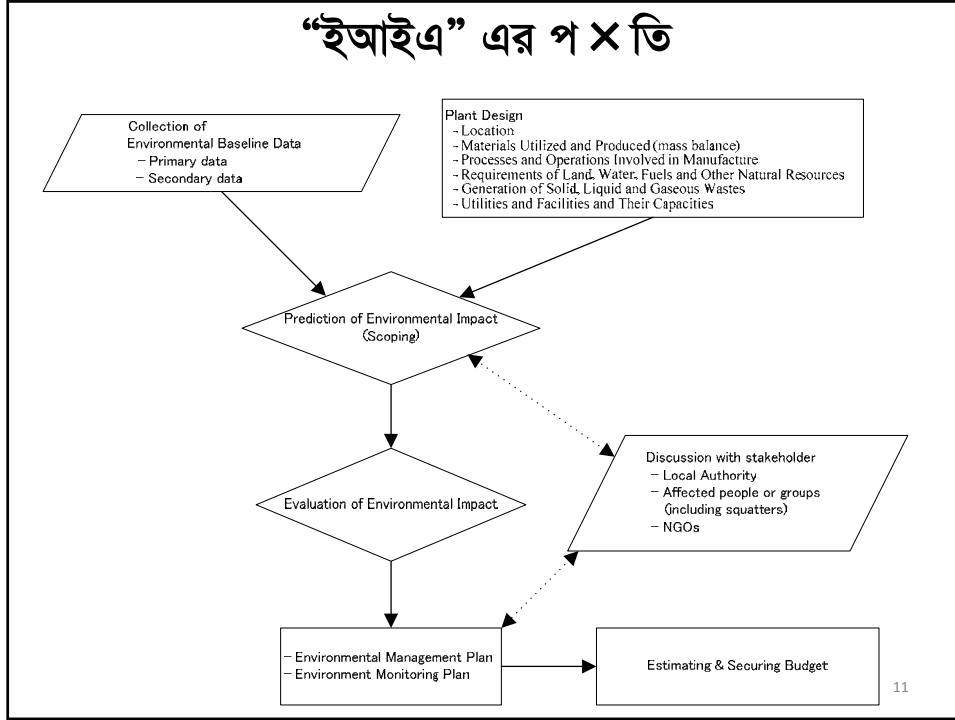 “ইআইএ” এর প × তি
Collection of
Environmental Baseline Data
- Primary data
- Secondary data
Plant Design
- Location
- Materials Utilized and Produced (mass balance)
- Processes and Operations Involved in Manufacture
- Requirements of Land, Water, Fuels and Other Natural Resources
- Generation of Solid, Liquid and Gaseous Wastes
- Utilities and Facilities and Their Capacities
Prediction of Environmental Impact
(Scoping)
Discussion with stakeholder
- Local Authority
- Affected people or groups
(including squatters)
- NGOs
Evaluation of Environmental Impact
- Environmental Management Plan
- Environment Monitoring Plan
Estimating & Securing Budget
11